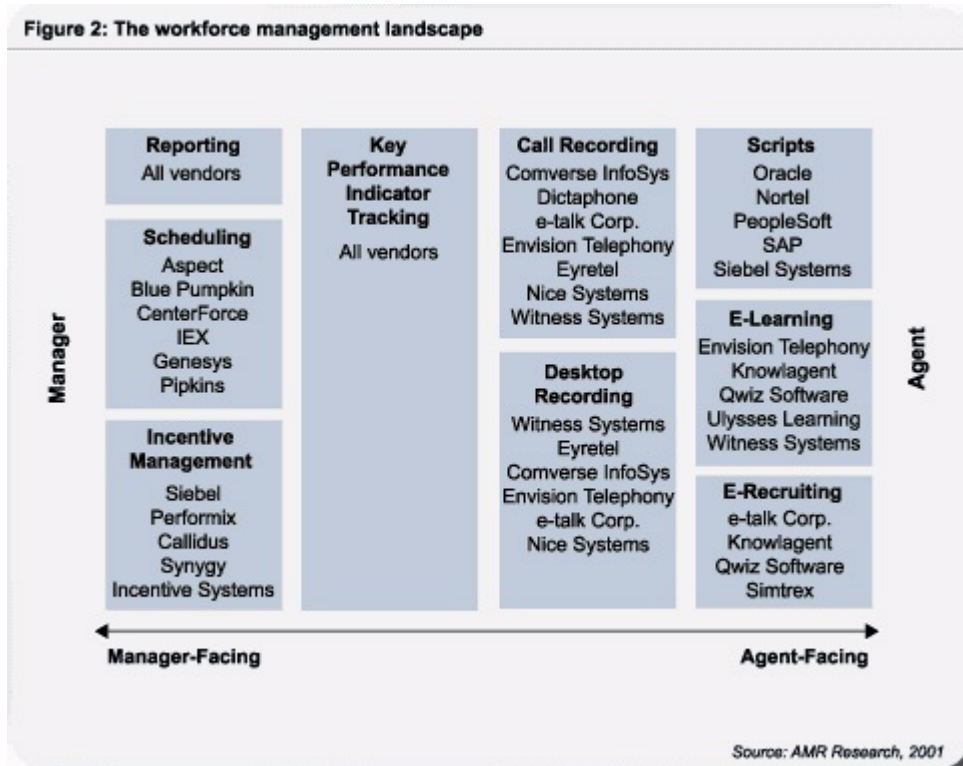 Figure 2: The workforce management landscape
Manager
Reporting
All vendors
Scheduling
Aspect
Blue Pumpkin
CenterForce
IEX
Genesys
Pipkins
Incentive
Management
Siebel
Performix
Callidus
Synygy
Incentive Systems
Key
Performance
Indicator
Tracking
All vendors
Call Recording
Comverse InfoSys
Dictaphone
e-talk Corp.
Envision Telephony
Eyretel
Nice Systems
Witness Systems
Desktop
Recording
Witness Systems
Eyretel
Comverse InfoSys
Envision Telephony
e-talk Corp.
Nice Systems
Scripts
Oracle
Nortel
PeopleSoft
SAP
Siebel Systems
E-Learning
Envision Telephony
Knowlagent
Qwiz Software
Ulysses Learning
Witness Systems
E-Recruiting
e-talk Corp.
Knowlagent
Qwiz Software
Simtrex
Agent
Manager-Facing
Agent-Facing
Source: AMR Research, 2001